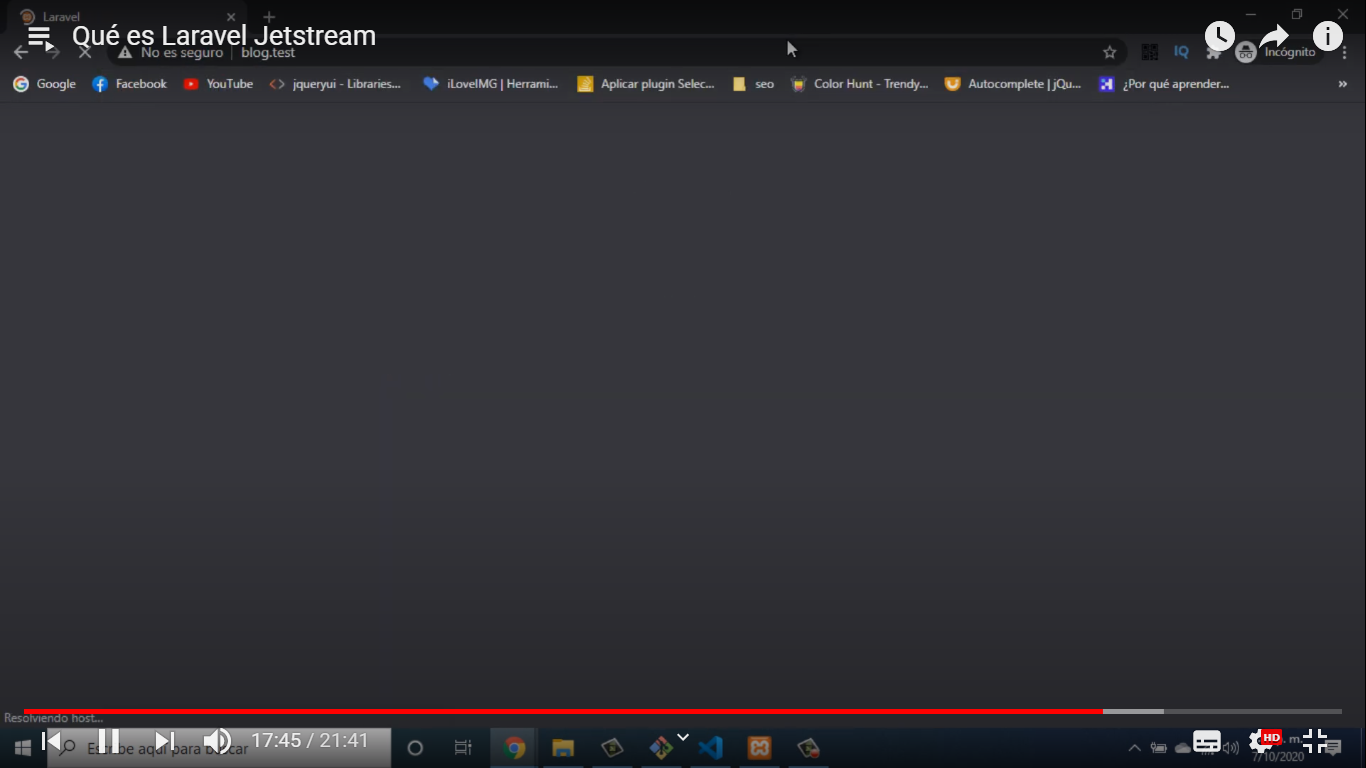 Laravel
Qué es Laravel Jetstream
No es seguro blog.test
IQ
Incógnito
Google Facebook YouTube jqueryui - Libraries... iLoveIMG | Herrami... Aplicar plugin Selec... seo Color Hunt - Trendy... Autocomplete | jQu... ¿Por qué aprender... »
Resolviendo host...
Escribe aquí para buscar
17:45 / 21:41
HD
m.
7/10/2020